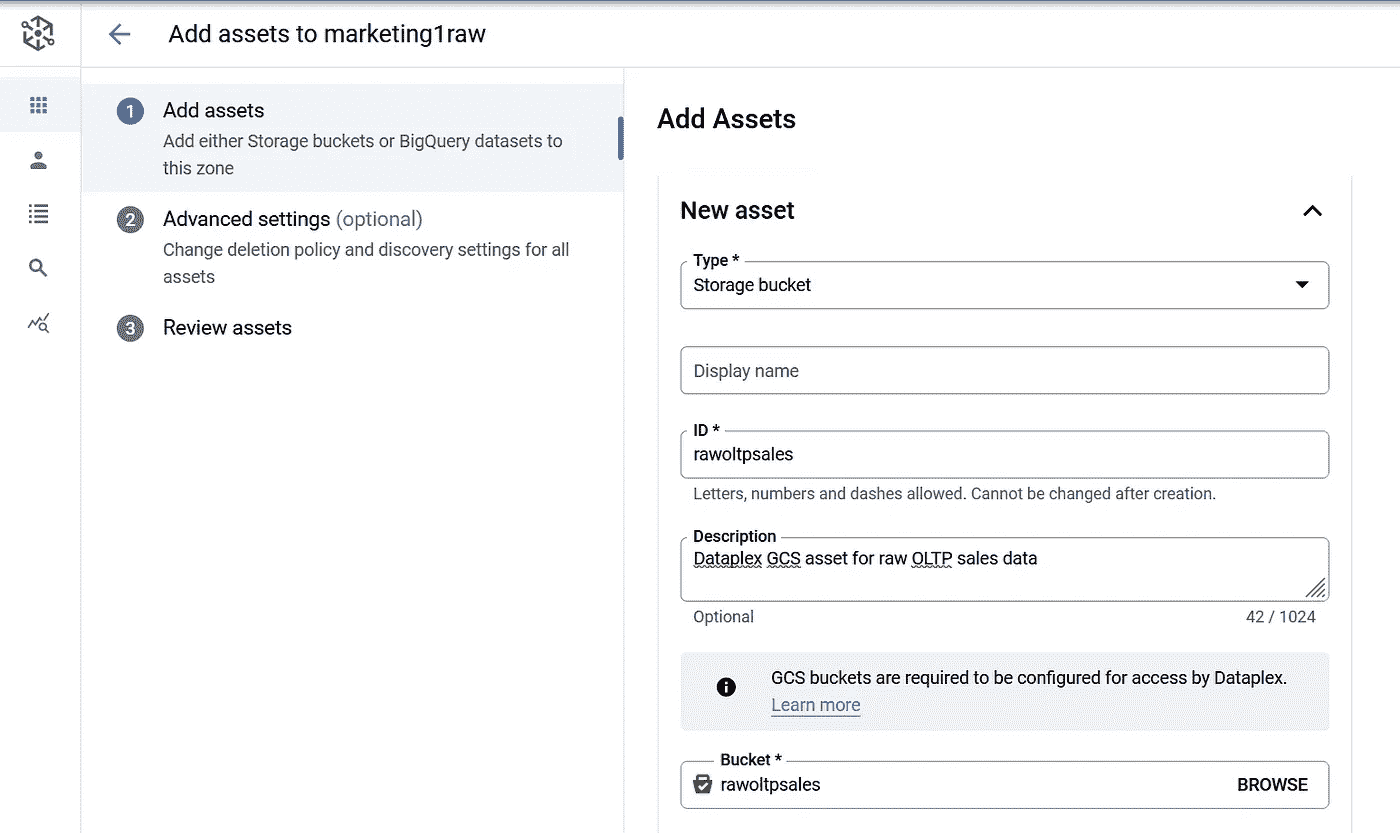 Add assets to marketing1raw
1
Add assets
Add either Storage buckets or BigQuery datasets to
this zone
2
Advanced settings (optional)
Change deletion policy and discovery settings for all
assets
3
Review assets
Add Assets
New asset
Type *
Storage bucket
Display name
ID *
rawoltpsales
Letters, numbers and dashes allowed. Cannot be changed after creation.
Description
Dataplex GCS asset for raw OLTP sales data
Optional
42 / 1024
GCS buckets are required to be configured for access by Dataplex.
Learn more
Bucket *
rawoltpsales
BROWSE